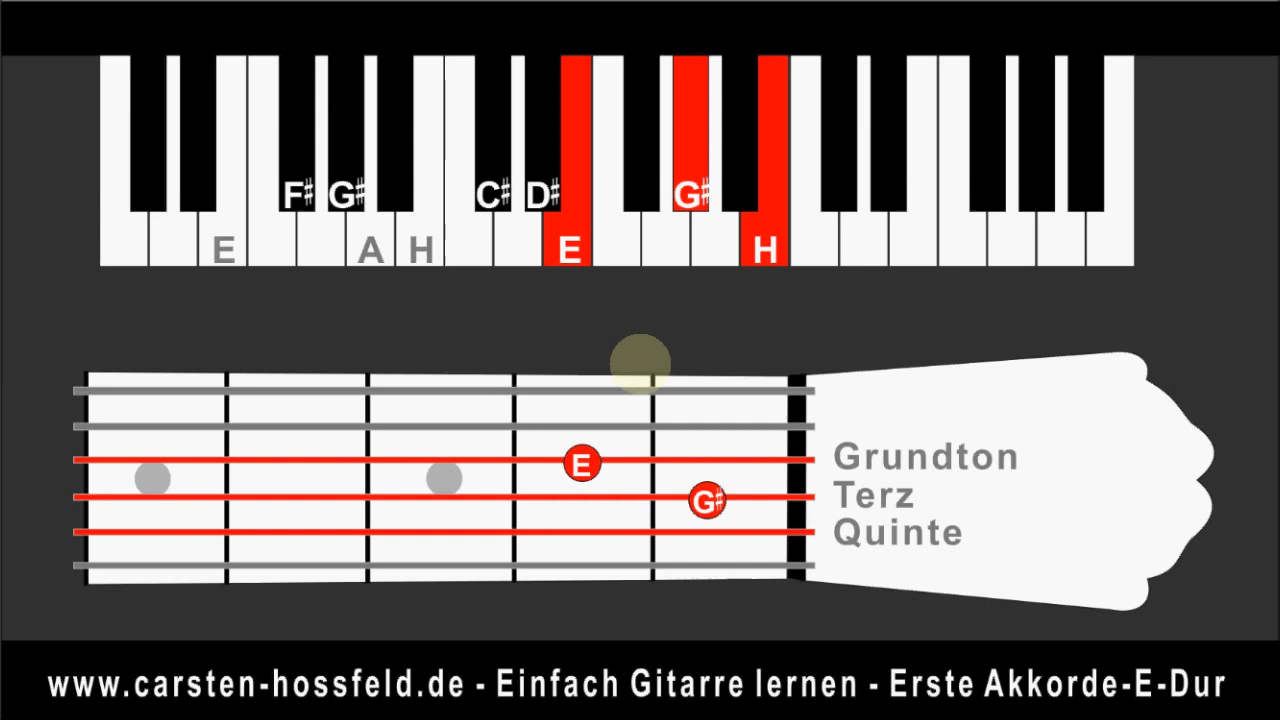 F♯ G♯ C♯ D♯ G♯
E A H E H
E
G♯
Grundton
Terz
Quinte
www.carsten-hossfeld.de - Einfach Gitarre lernen - Erste Akkorde-E-Dur